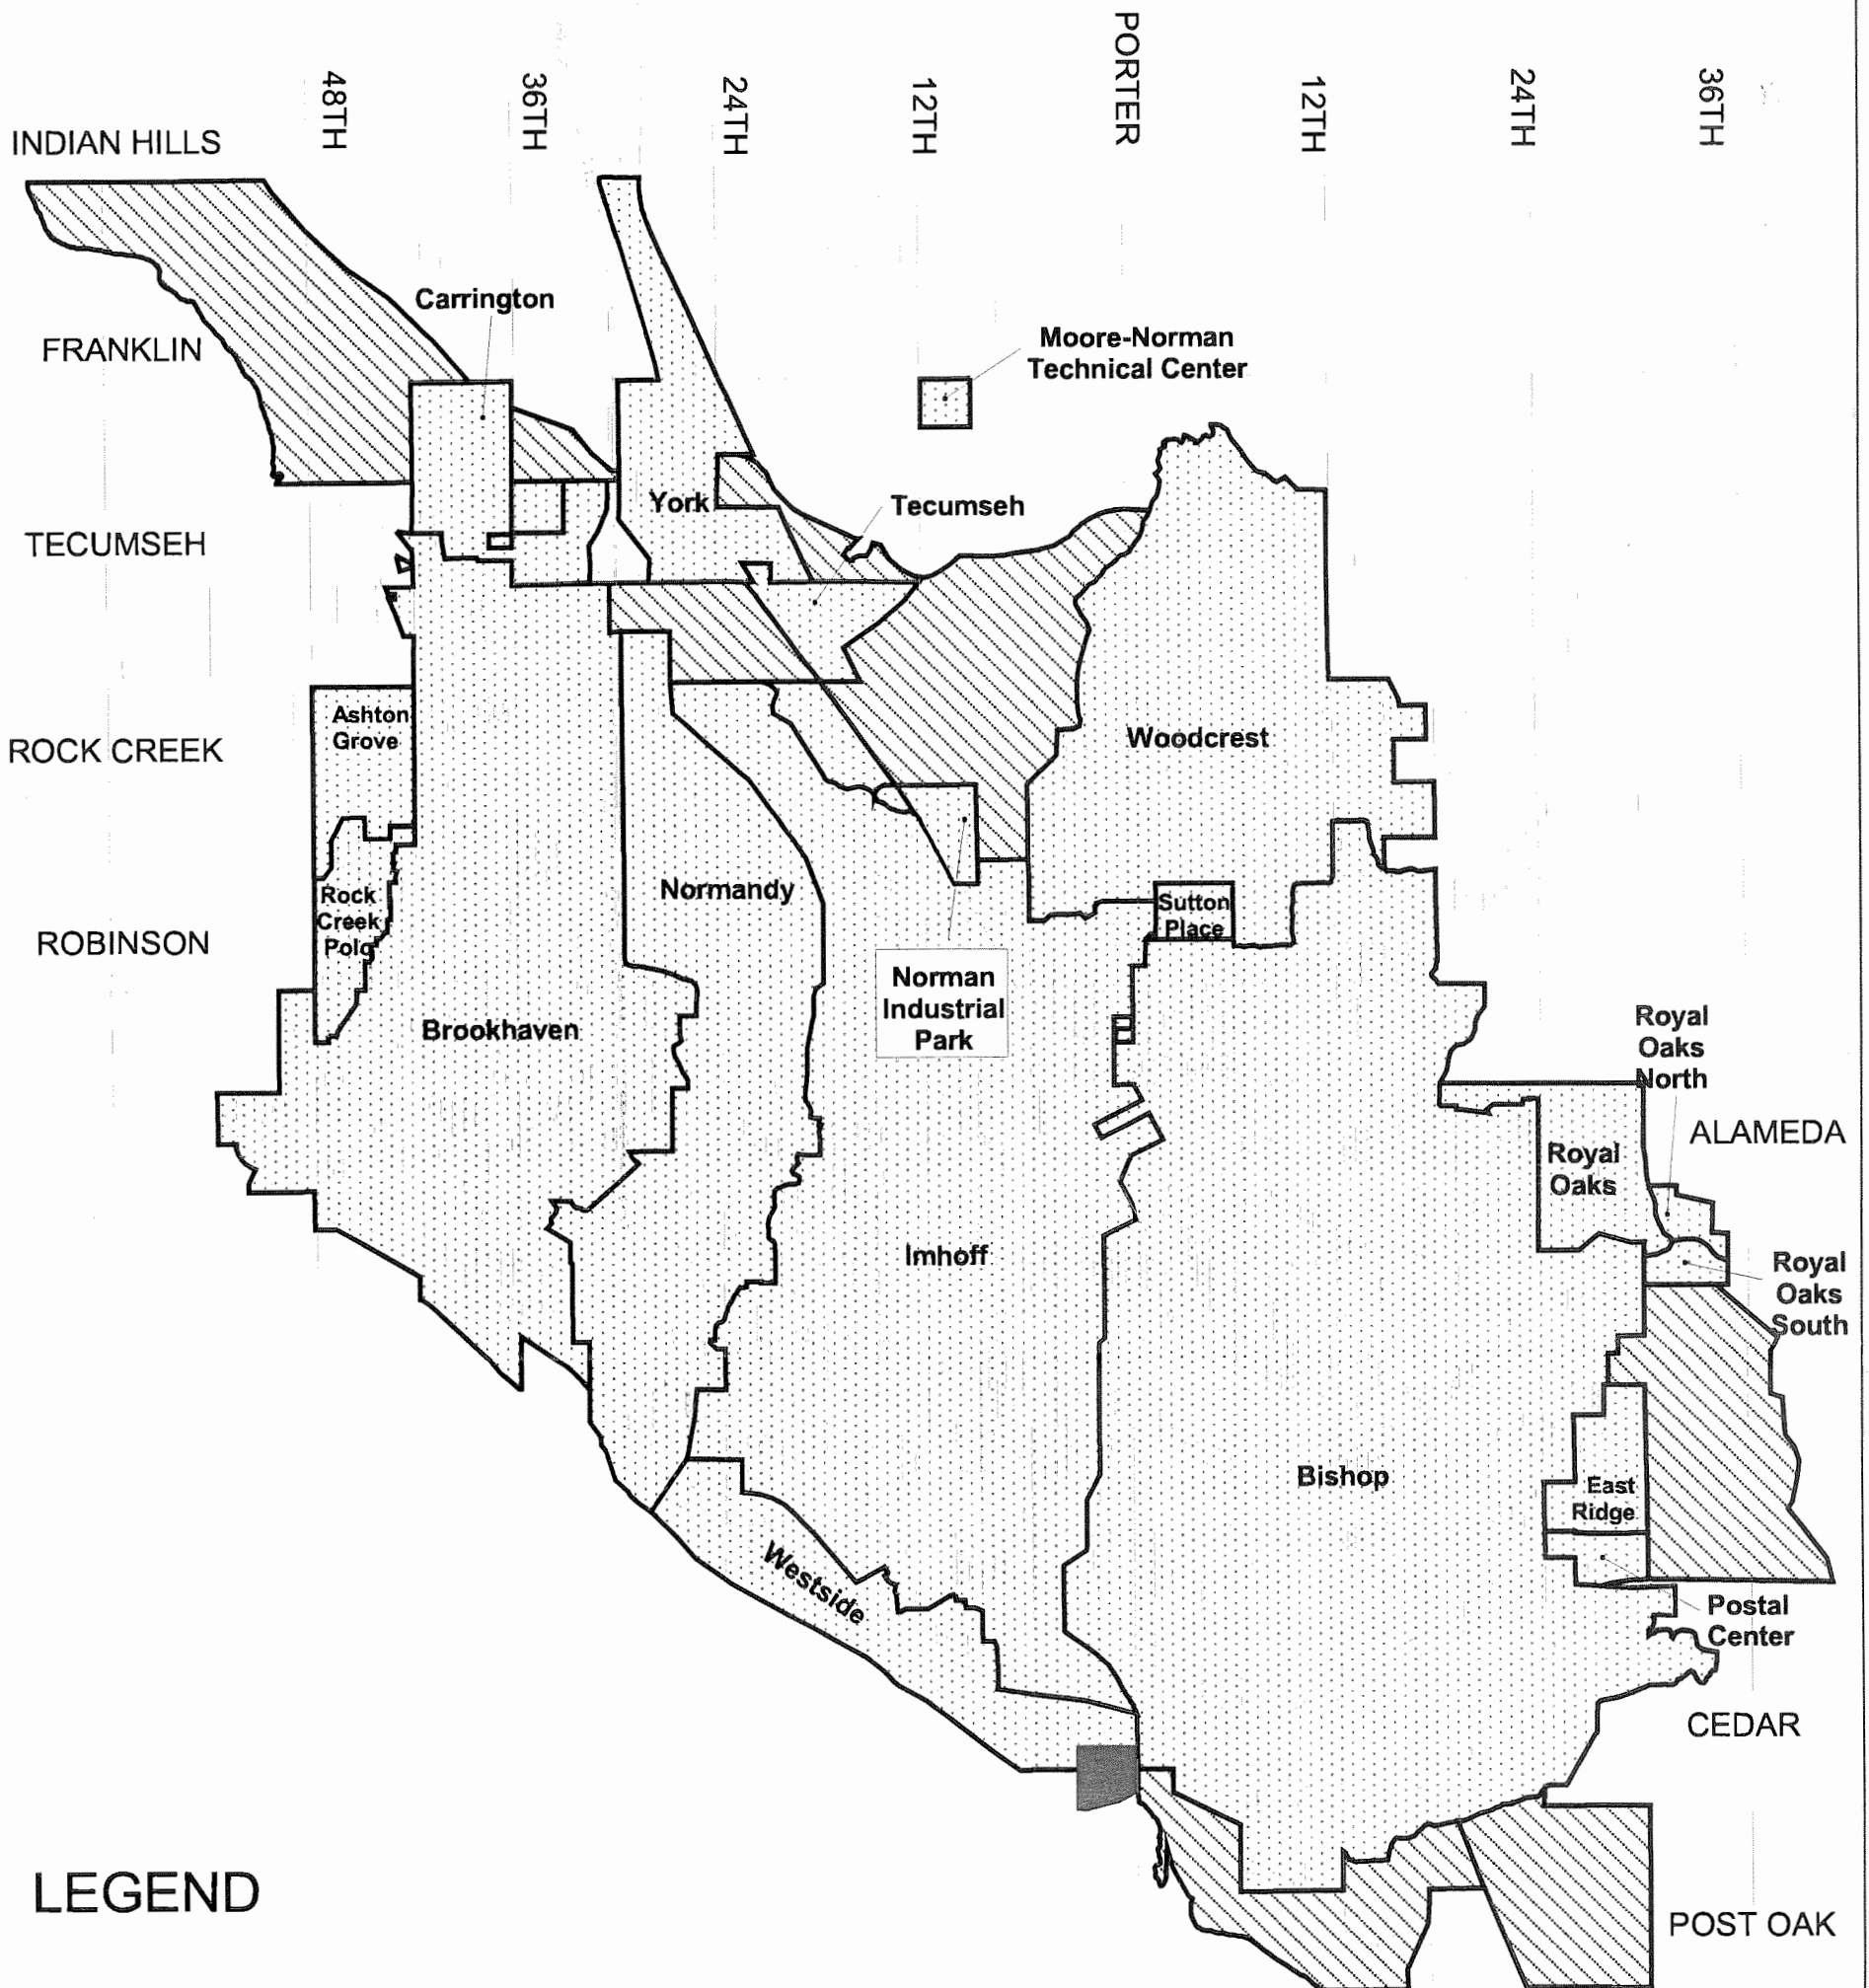 PORTER
48TH
36TH
24TH
12TH
12TH
24TH
36TH
INDIAN HILLS
Carrington
Moore-Norman
Technical Center
FRANKLIN
York
Tecumseh
TECUMSEH
Ashton
Grove
Woodcrest
ROCK CREEK
Rock
Creek
Polo
Normandy
Sutton
Place
ROBINSON
Norman
Industrial
Park
Brookhaven
Royal
Oaks
North
ALAMEDA
Royal
Oaks
Imhoff
Royal
Oaks
South
Bishop
East
Ridge
Westside
Postal
Center
CEDAR
LEGEND
POST OAK